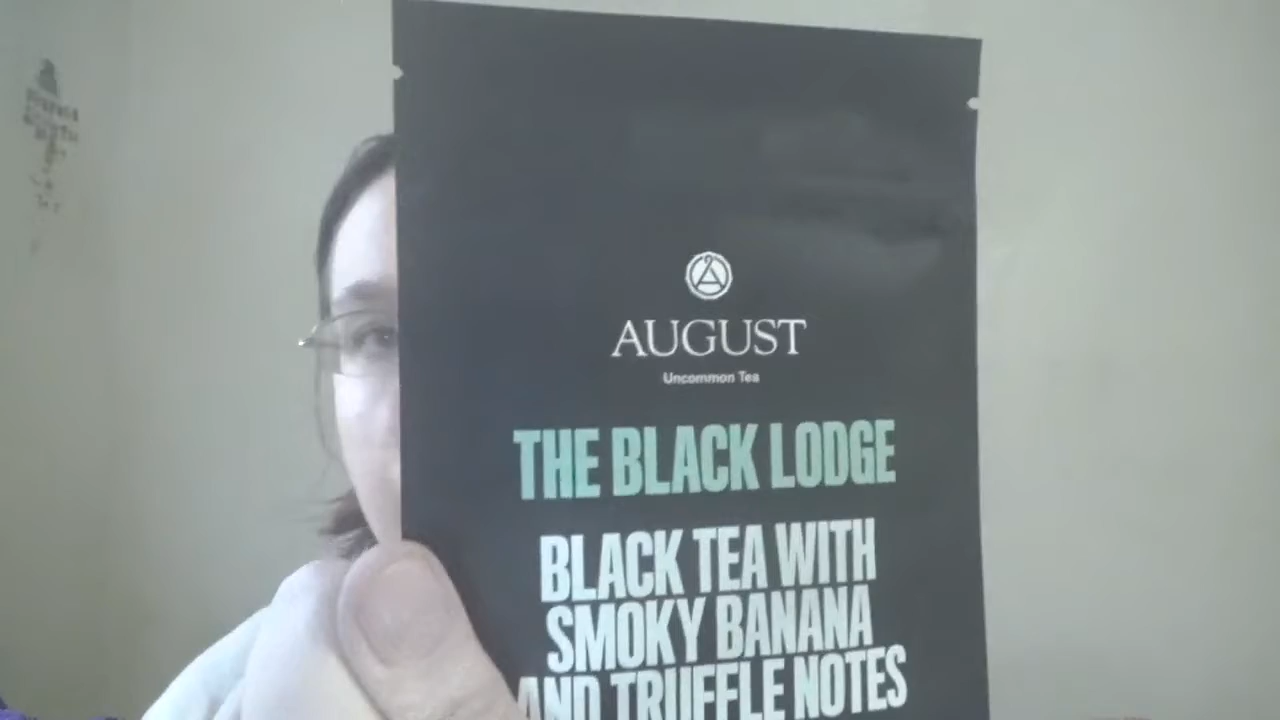 AUGUST
Uncommon Tea
THE BLACK LODGE
BLACK TEA WITH
SMOKY BANANA
AND TRUFFLE NOTES